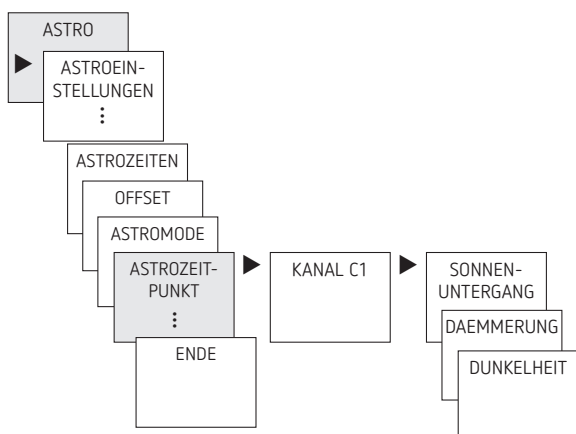 ASTRO
ASTROEIN-
STELLUNGEN
ASTROZEITEN
OFFSET
ASTROMODE
ASTROZEIT-
PUNKT
ENDE
KANAL C1
SONNEN-
UNTERGANG
DAEMMERUNG
DUNKELHEIT